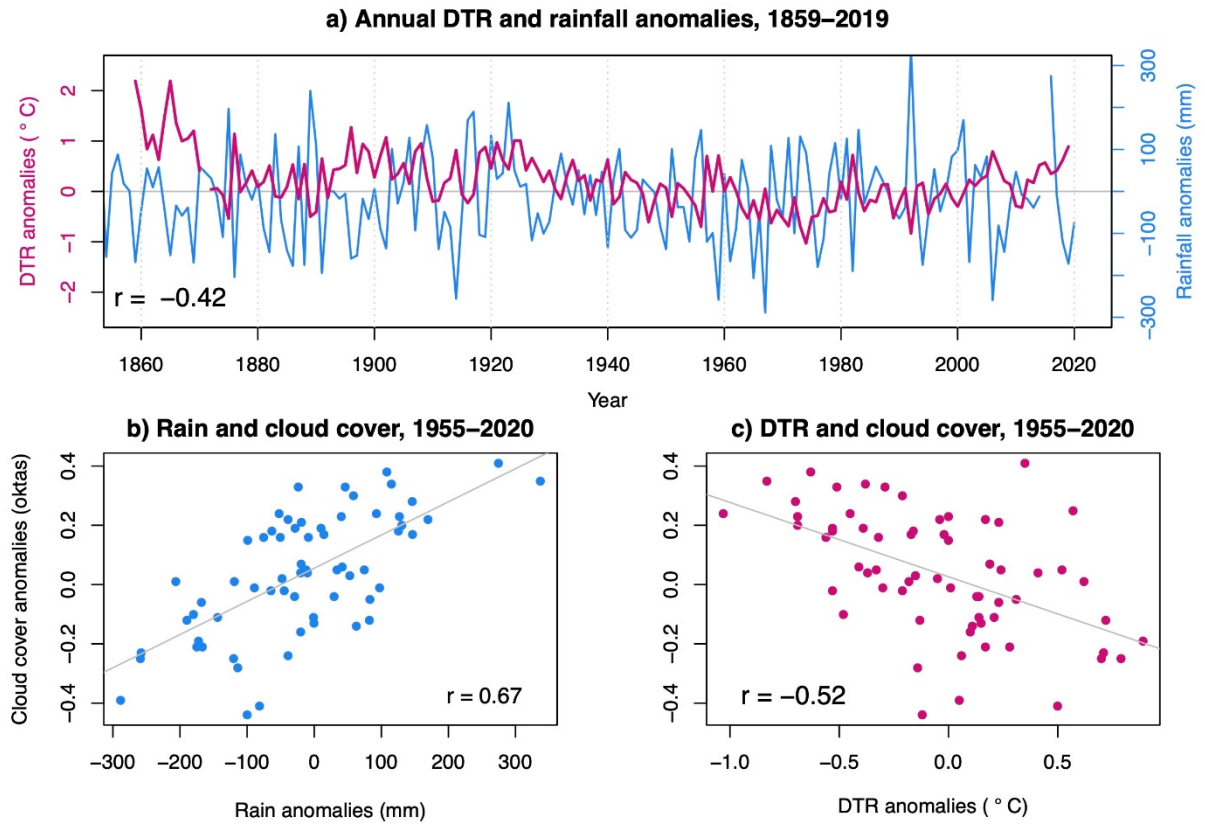 a) Annual DTR and rainfall anomalies, 1859–2019
DTR anomalies ( ° C)
2
1
0
−1
−2
r = −0.42
300
100
−100
−300
Rainfall anomalies (mm)
1860 1880 1900 1920 1940 1960 1980 2000 2020
Year
b) Rain and cloud cover, 1955–2020
Cloud cover anomalies (oktas)
0.4
0.2
0.0
−0.2
−0.4
r = 0.67
−300 −200 −100 0 100 200 300
Rain anomalies (mm)
c) DTR and cloud cover, 1955–2020
0.4
0.2
0.0
−0.2
−0.4
r = −0.52
−1.0 −0.5 0.0 0.5
DTR anomalies ( ° C)